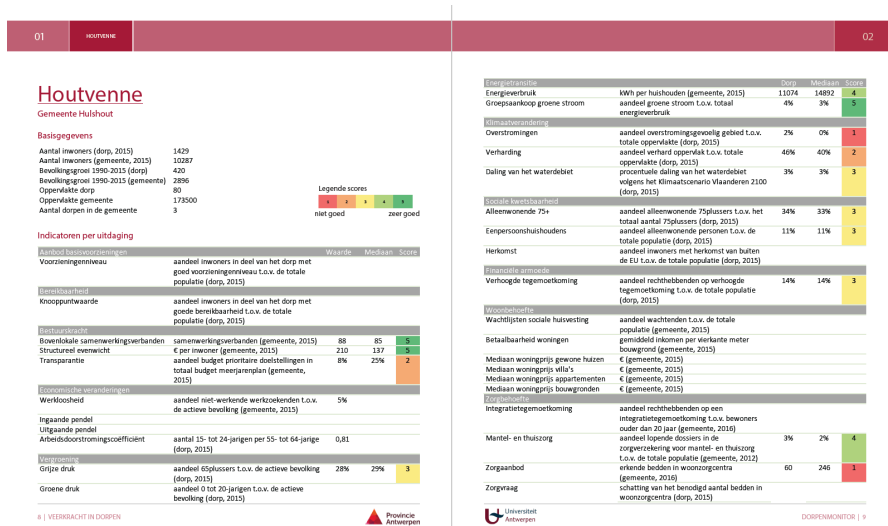 01
HOUTVENNE
Houtvenne
Gemeente Hulshout
Basisgegevens
Aantal inwoners (dorp, 2015) 1429
Aantal inwoners (gemeente, 2015) 10287
Bevolkingsgroei 1990-2015 (dorp) 420
Bevolkingsgroei 1990-2015 (gemeente) 2896
Oppervlakte dorp 80
Oppervlakte gemeente 173500
Aantal dorpen in de gemeente 3
Legende scores
1 2 3 4 5
niet goed zeer goed
Indicatoren per uitdaging
Aanbod basisvoorzieningen Waarde Mediaan Score
Voorzieningenniveau aandeel inwoners in deel van het dorp met
goed voorzieningenniveau t.o.v. de totale
populatie (dorp, 2015)
Bereikbaarheid
Knooppuntwaarde aandeel inwoners in deel van het dorp met
goede bereikbaarheid t.o.v. de totale
populatie (dorp, 2015)
Bestuurskracht
Bovenlokale samenwerkingsverbanden samenwerkingsverbanden (gemeente, 2015) 88 85 5
Structureel evenwicht € per inwoner (gemeente, 2015) 210 137 5
Transparantie aandeel budget prioritaire doelstellingen in 8% 25% 2
totaal budget meerjarenplan (gemeente,
2015)
Economische veranderingen
Werkloosheid aandeel niet-werkende werkzoekenden t.o.v. 5%
de actieve bevolking (gemeente, 2015)
Ingaande pendel
Uitgaande pendel
Arbeidsdoorstromingscoëfficiënt aantal 15- tot 24-jarigen per 55- tot 64-jarige 0,81
(dorp, 2015)
Vergroening
Grijze druk aandeel 65plussers t.o.v. de actieve bevolking 28% 29% 3
(dorp, 2015)
Groene druk aandeel 0 tot 20-jarigen t.o.v. de actieve
bevolking (dorp, 2015)
8 | VEERKRACHT IN DORPEN
Provincie
Antwerpen
02
Energietransitie Dorp Mediaan Score
Energieverbruik kWh per huishouden (gemeente, 2015) 11074 14892 4
Groepsaankoop groene stroom aandeel groene stroom t.o.v. totaal 4% 3% 5
energieverbruik
Klimaatverandering
Overstromingen aandeel overstromingsgevoelig gebied t.o.v. 2% 0% 1
totale oppervlakte (dorp, 2015)
Verharding aandeel verhard oppervlak t.o.v. totale 46% 40% 2
oppervlakte (dorp, 2015)
Daling van het waterdebiet procentuele daling van het waterdebiet 3% 3% 3
volgens het Klimaatscenario Vlaanderen 2100
(dorp, 2015)
Sociale kwetsbaarheid
Alleenwonende 75+ aandeel alleenwonende 75plussers t.o.v. het 34% 33% 3
totaal aantal 75plussers (dorp, 2015)
Eenpersoonshuishoudens aandeel alleenwonende personen t.o.v. de 11% 11% 3
totale populatie (dorp, 2015)
Herkomst aandeel inwoners met herkomst van buiten
de EU t.o.v. de totale populatie (dorp, 2015)
Financiële armoede
Verhoogde tegemoetkoming aandeel rechthebbenden op verhoogde 14% 14% 3
tegemoetkoming t.o.v. de totale populatie
(dorp, 2015)
Woonbehoefte
Wachtlijsten sociale huisvesting aandeel wachtenden t.o.v. de totale
populatie (gemeente, 2015)
Betaalbaarheid woningen gemiddeld inkomen per vierkante meter
bouwgrond (gemeente, 2015)
Mediaan woningprijs gewone huizen € (gemeente, 2015)
Mediaan woningprijs villa's € (gemeente, 2015)
Mediaan woningprijs appartementen € (gemeente, 2015)
Mediaan woningprijs bouwgronden € (gemeente, 2015)
Zorgbehoefte
Integratietegemoetkoming aandeel rechthebbenden op een
integratietegemoetkoming t.o.v. bewoners
ouder dan 20 jaar (gemeente, 2016)
Mantel- en thuiszorg aandeel lopende dossiers in de 3% 2% 4
zorgverzekering voor mantel- en thuiszorg
t.o.v. de totale populatie (gemeente, 2012)
Zorgaanbod erkende bedden in woonzorgcentra 60 246 1
(gemeente, 2016)
Zorgvraag schatting van het benodigd aantal bedden in
woonzorgcentra (dorp, 2015)
Universiteit
Antwerpen
DORPENMONITOR | 9